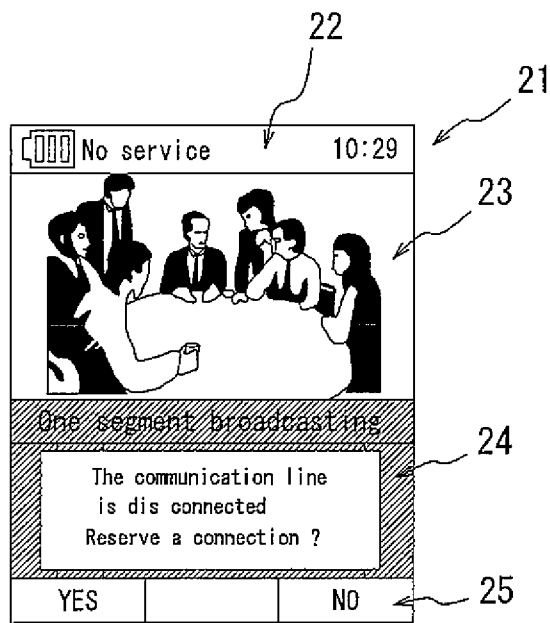 22
21
No service 10:29
23
One segment broadcasting
24
The communication line
is dis connected
Reserve a connection ?
YES NO
25